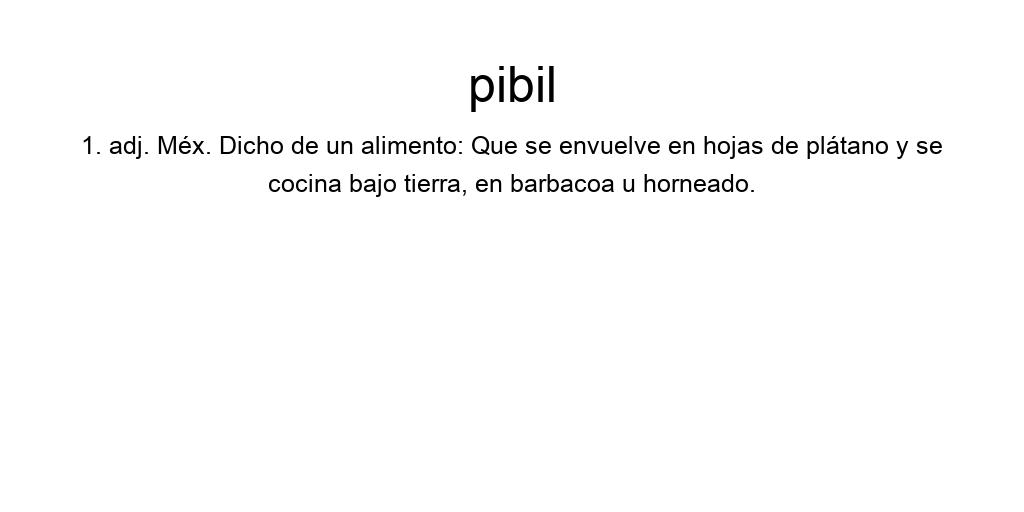 pibil
1. adj. Méx. Dicho de un alimento: Que se envuelve en hojas de plátano y se
cocina bajo tierra, en barbacoa u horneado.